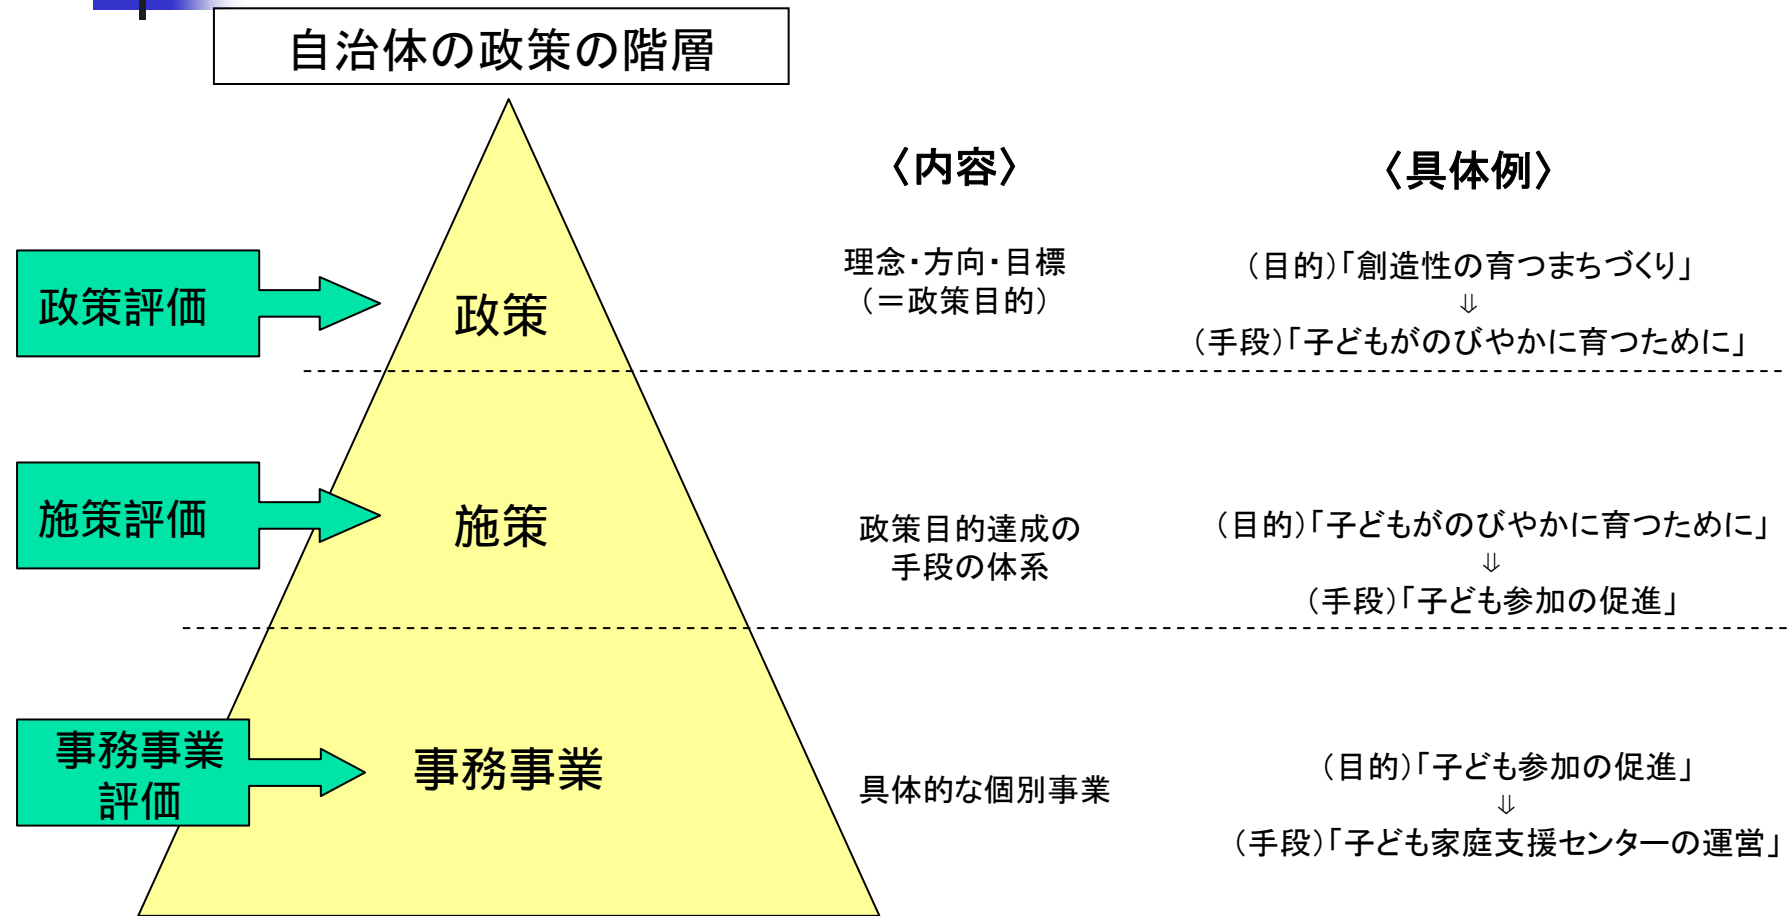 自治体の政策の階層
〈内容〉
〈具体例〉
政策評価
政策
理念・方向・目標
（＝政策目的）
（目的）「創造性の育つまちづくり」
⇓
（手段）「子どもがのびやかに育つために」
施策評価
施策
政策目的達成の
手段の体系
（目的）「子どもがのびやかに育つために」
⇓
（手段）「子ども参加の促進」
事務事業
評価
事務事業
具体的な個別事業
（目的）「子ども参加の促進」
⇓
（手段）「子ども家庭支援センターの運営」